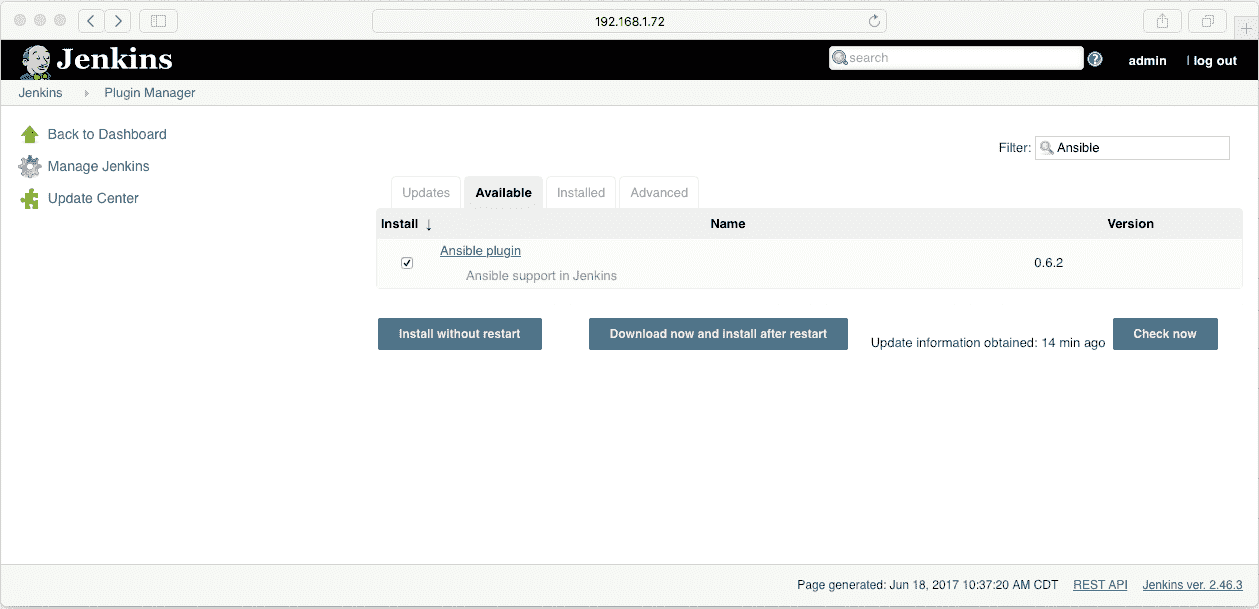 192.168.1.72
Jenkins
search
admin
| log out
Jenkins
Plugin Manager
Back to Dashboard
Manage Jenkins
Update Center
Filter: Ansible
Updates
Available
Installed
Advanced
Install ↓
Name
Version
Ansible plugin
Ansible support in Jenkins
0.6.2
Install without restart
Download now and install after restart
Update information obtained: 14 min ago
Check now
Page generated: Jun 18, 2017 10:37:20 AM CDT
REST API
Jenkins ver. 2.46.3